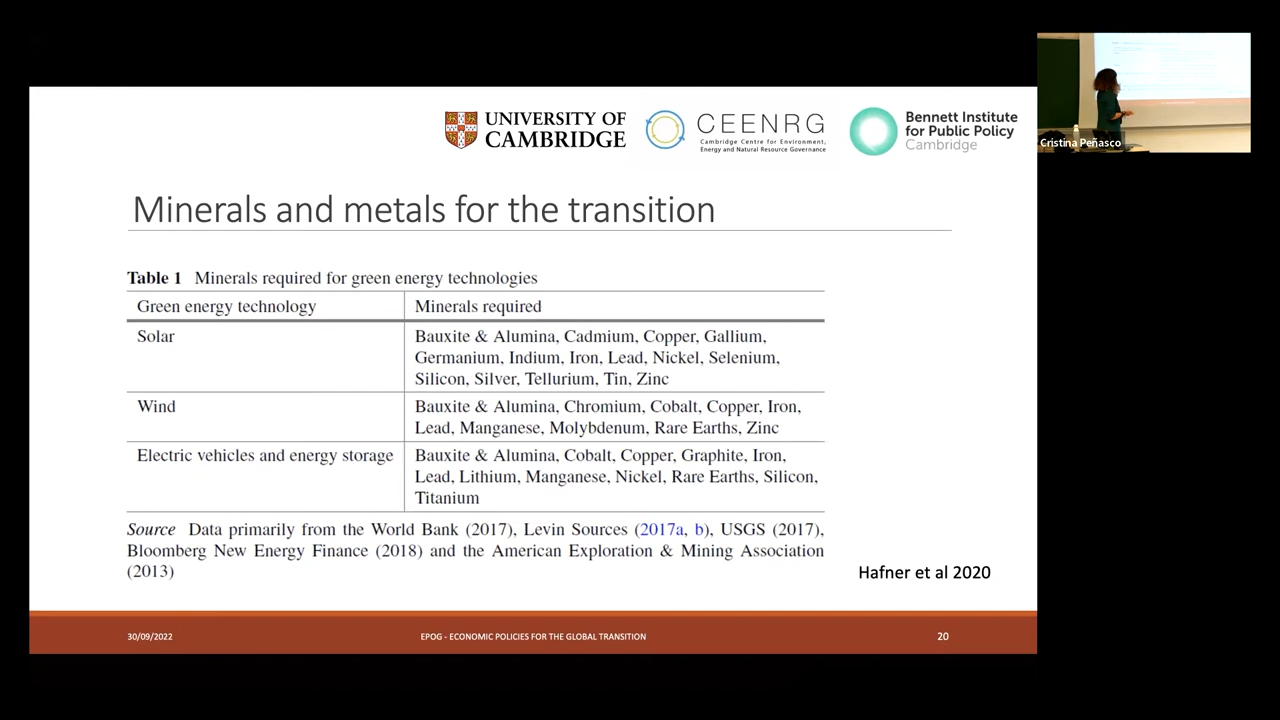 UNIVERSITY OF
CAMBRIDGE
CEENRG
Cambridge Centre for Environment,
Energy and Natural Resource Governance
Bennett Institute
for Public Policy
Cambridge
Cristina Peñasco
Minerals and metals for the transition
Table 1 Minerals required for green energy technologies
Green energy technology Minerals required
Solar Bauxite & Alumina, Cadmium, Copper, Gallium,
Germanium, Indium, Iron, Lead, Nickel, Selenium,
Silicon, Silver, Tellurium, Tin, Zinc
Wind Bauxite & Alumina, Chromium, Cobalt, Copper, Iron,
Lead, Manganese, Molybdenum, Rare Earths, Zinc
Electric vehicles and energy storage Bauxite & Alumina, Cobalt, Copper, Graphite, Iron,
Lead, Lithium, Manganese, Nickel, Rare Earths, Silicon,
Titanium
Source Data primarily from the World Bank (2017), Levin Sources (2017a, b), USGS (2017),
Bloomberg New Energy Finance (2018) and the American Exploration & Mining Association
(2013)
Hafner et al 2020
30/09/2022 EPOG - ECONOMIC POLICIES FOR THE GLOBAL TRANSITION 20